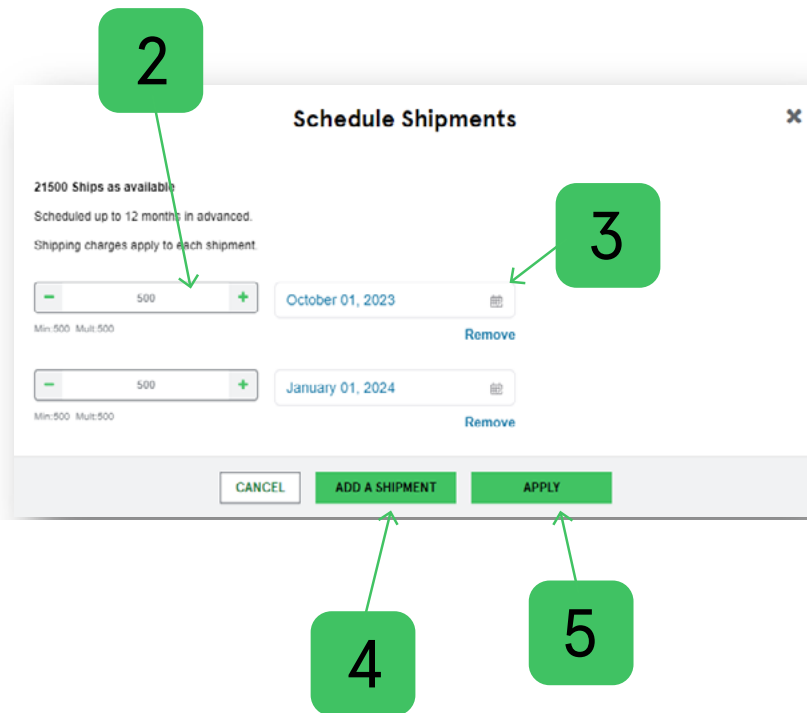 2
Schedule Shipments
21500 Ships as available
Scheduled up to 12 months in advanced.
Shipping charges apply to each shipment.
3
− 500 + October 01, 2023
Min:500 Mult:500
Remove
− 500 + January 01, 2024
Min:500 Mult:500
Remove
CANCEL ADD A SHIPMENT APPLY
4
5